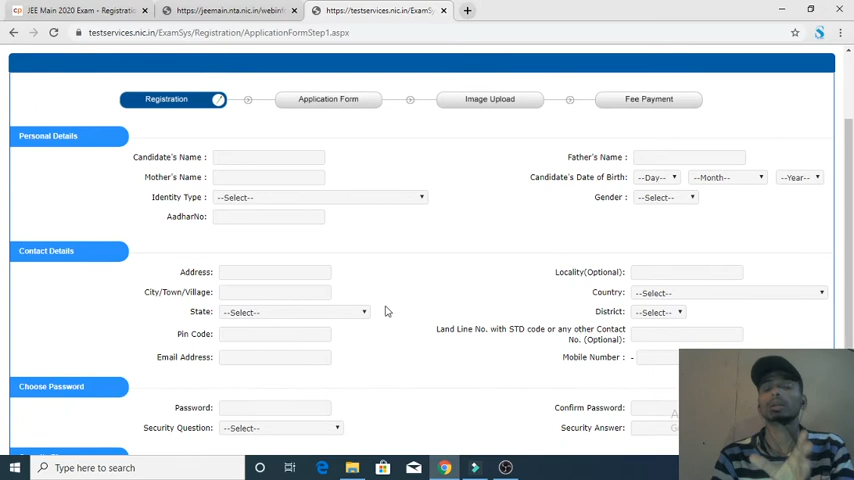 JEE Main 2020 Exam - Registratio
https://jeemain.nta.nic.in/webinf
https://testservices.nic.in/ExamSy
testservices.nic.in/ExamSys/Registration/ApplicationFormStep1.aspx
Registration
Application Form
Image Upload
Fee Payment
Personal Details
Candidate's Name :
Father's Name :
Mother's Name :
Candidate's Date of Birth: --Day-- --Month-- --Year--
Identity Type : --Select--
Gender : --Select--
AadharNo:
Contact Details
Address:
Locality(Optional):
City/Town/Village:
Country: --Select--
State: --Select--
District: --Select--
Pin Code:
Land Line No. with STD code or any other Contact
No. (Optional):
Email Address:
Mobile Number : -
Choose Password
Password:
Confirm Password:
Security Question: --Select--
Security Answer:
Type here to search